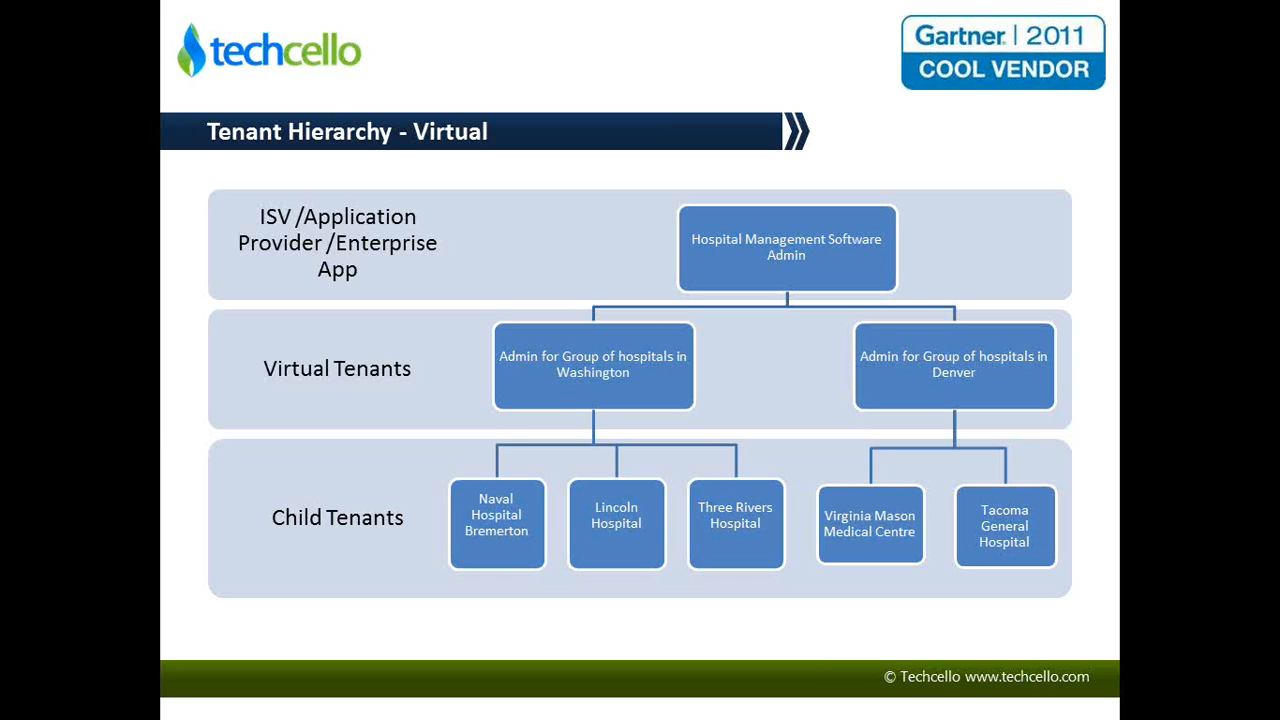 techcello
Gartner. | 2011
COOL VENDOR
Tenant Hierarchy - Virtual
ISV /Application
Provider /Enterprise
App
Hospital Management Software
Admin
Virtual Tenants
Admin for Group of hospitals in
Washington
Admin for Group of hospitals in
Denver
Child Tenants
Naval
Hospital
Bremerton
Lincoln
Hospital
Three Rivers
Hospital
Virginia Mason
Medical Centre
Tacoma
General
Hospital
© Techcello www.techcello.com